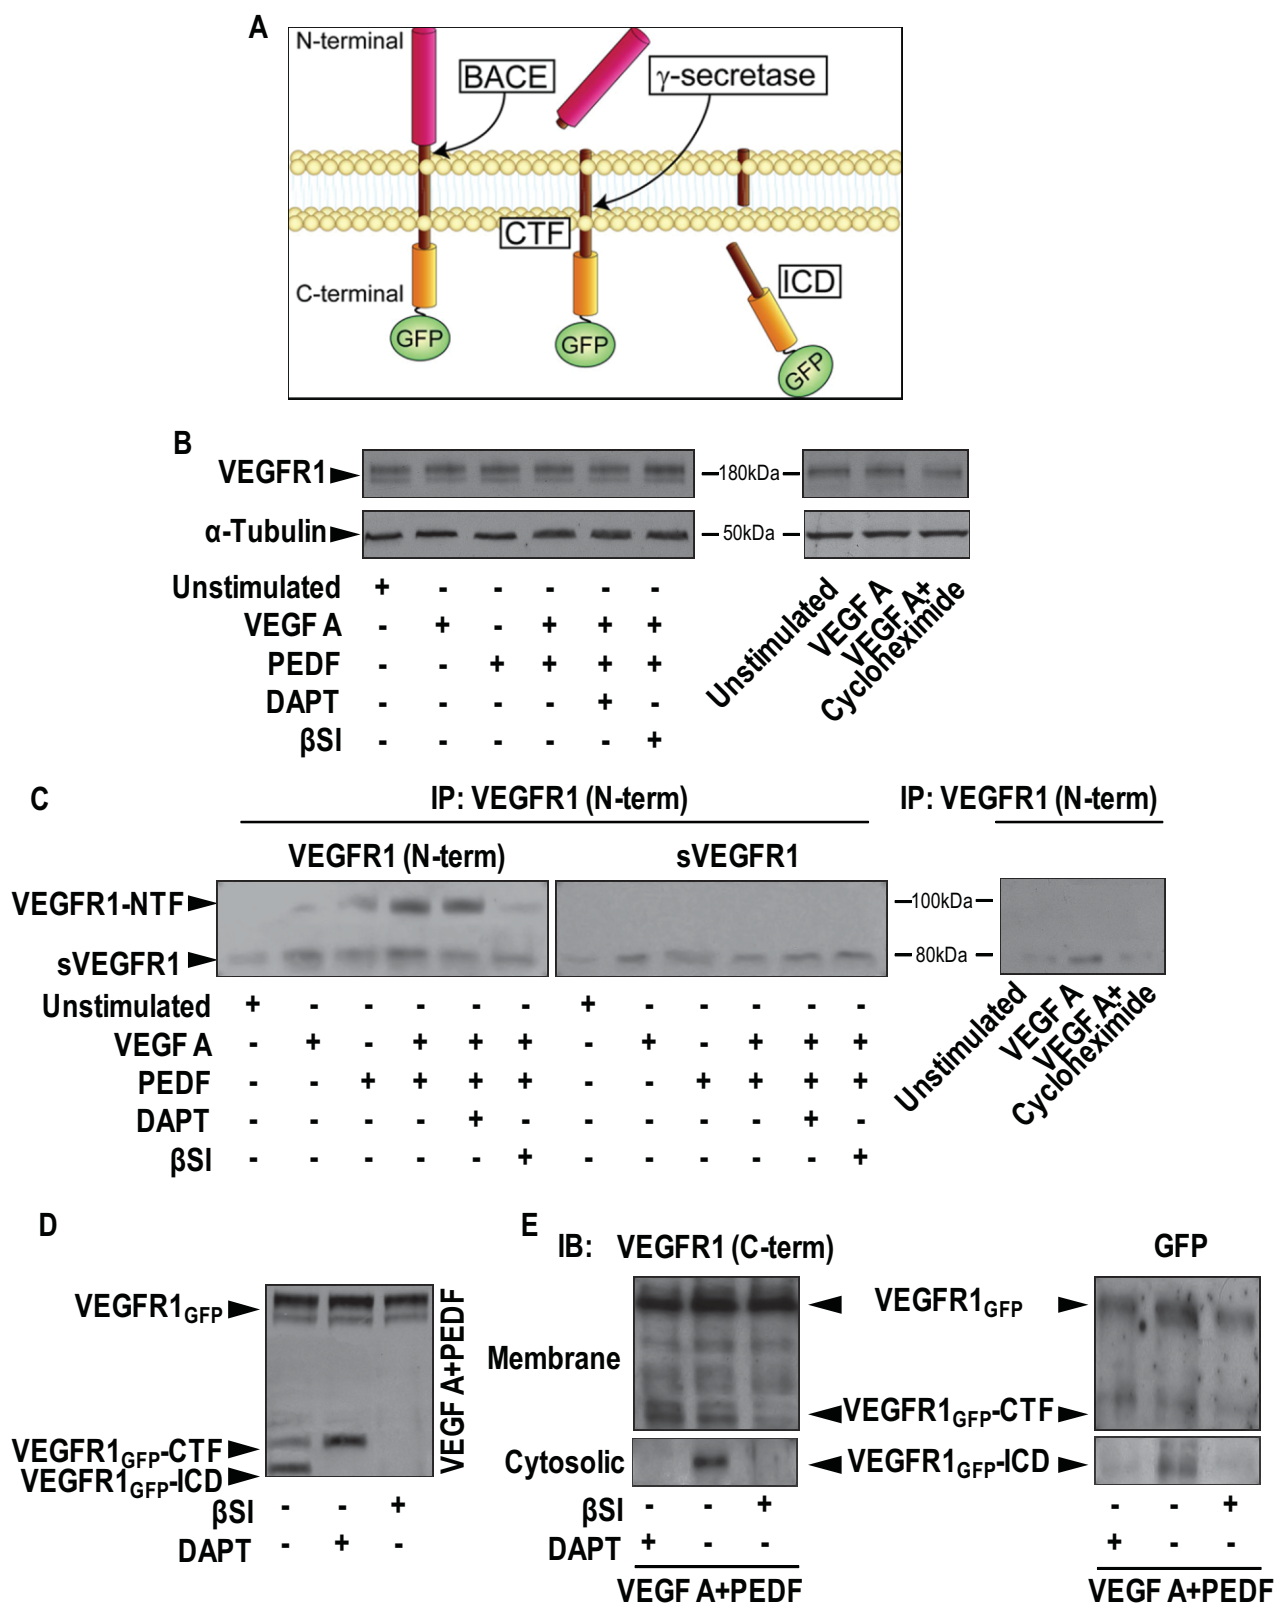 A
N-terminal
BACE
γ-secretase
CTF
ICD
C-terminal
GFP
GFP
GFP
B
VEGFR1
180kDa
α-Tubulin
50kDa
Unstimulated + - - - - -
VEGF A - + - + + +
PEDF - - + + + +
DAPT - - - - + -
βSI - - - - - +
Unstimulated
VEGF A
VEGF A+
Cycloheximide
C
IP: VEGFR1 (N-term)
IP: VEGFR1 (N-term)
VEGFR1 (N-term)
sVEGFR1
VEGFR1-NTF
100kDa
sVEGFR1
80kDa
Unstimulated + - - - - - + - - - - -
VEGF A - + - + + + - + - + + +
PEDF - - + + + + - - + + + +
DAPT - - - - + - - - - - + -
βSI - - - - - + - - - - - +
Unstimulated
VEGF A
VEGF A+
Cycloheximide
D
VEGFR1GFP
VEGFR1GFP-CTF
VEGFR1GFP-ICD
VEGF A+PEDF
βSI - - +
DAPT - + -
E
IB: VEGFR1 (C-term)
GFP
VEGFR1GFP
Membrane
VEGFR1GFP-CTF
Cytosolic
VEGFR1GFP-ICD
βSI - - + - - +
DAPT + - - + - -
VEGF A+PEDF
VEGF A+PEDF